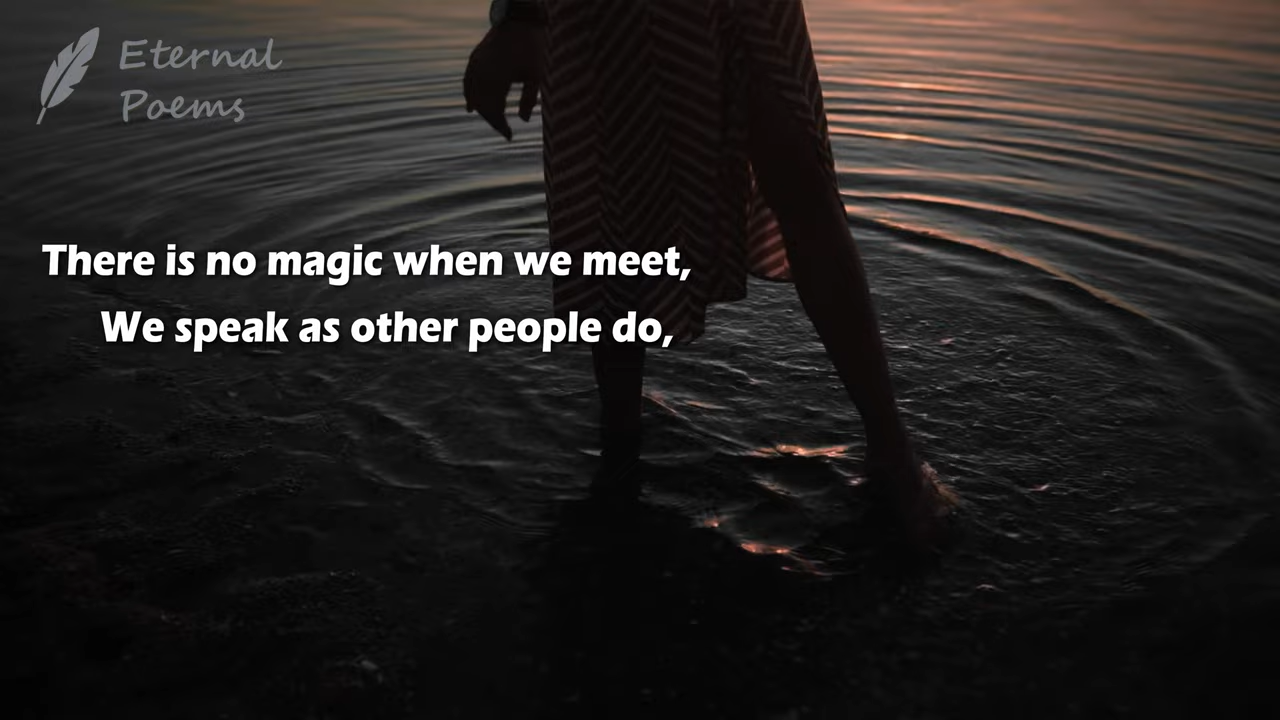 Eternal
Poems
There is no magic when we meet,
We speak as other people do,